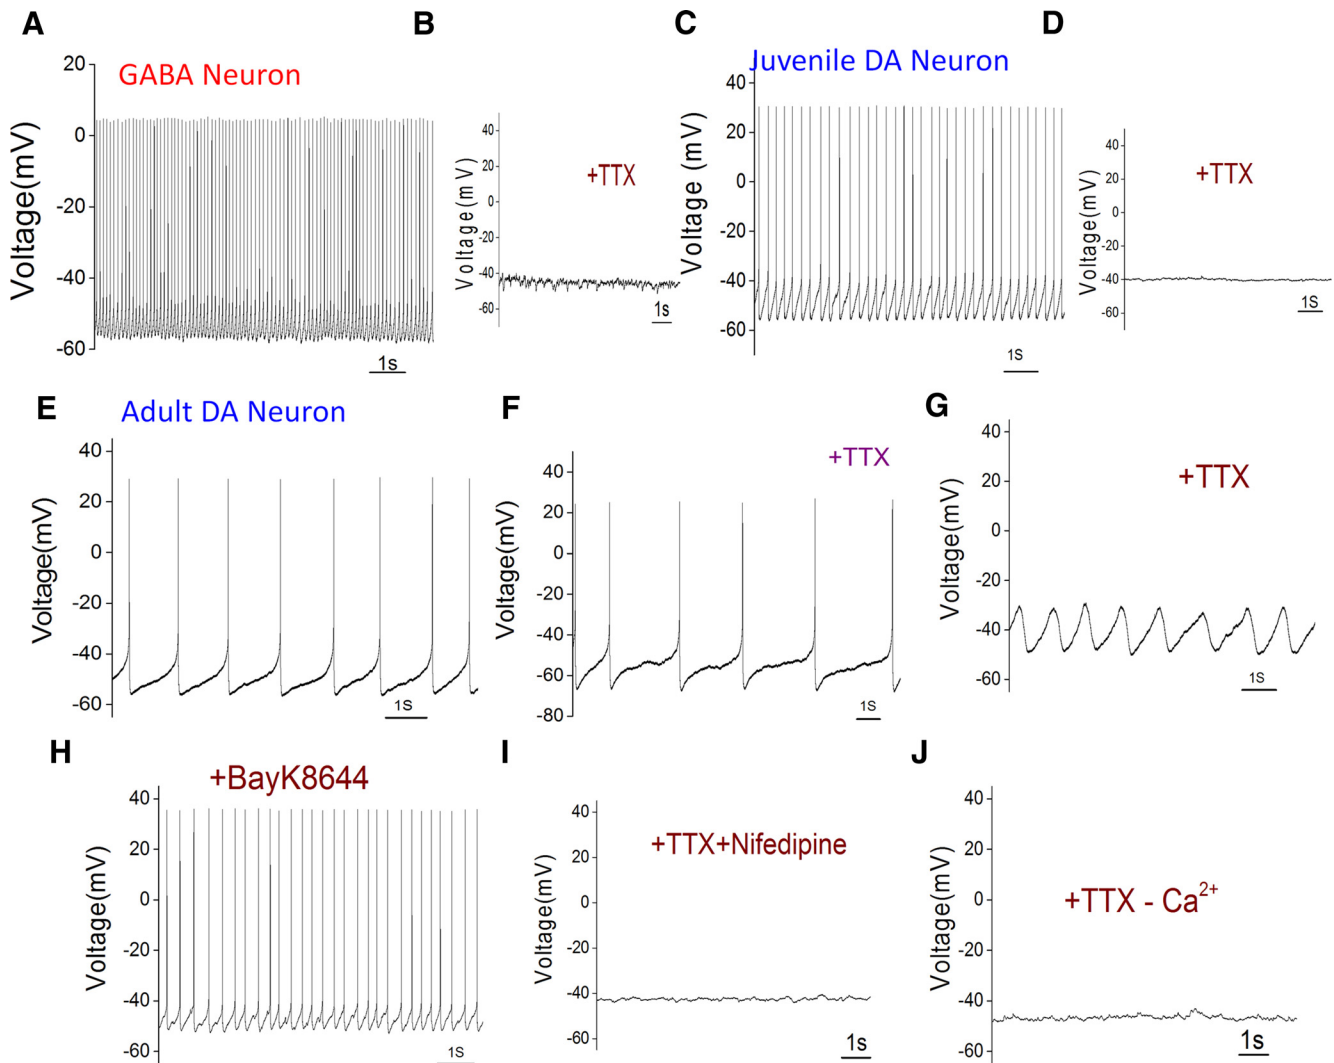 A
B
C
D
GABA Neuron
Juvenile DA Neuron
Voltage(mV)
20
0
-20
-40
-60
1s
+TTX
Voltage(mV)
40
20
0
-20
-40
-60
1s
Voltage (mV)
40
20
0
-20
-40
-60
1S
+TTX
Voltage(mV)
40
20
0
-20
-40
-60
1S
E
Adult DA Neuron
Voltage(mV)
40
20
0
-20
-40
-60
1S
F
+TTX
Voltage(mV)
40
20
0
-20
-40
-60
-80
1S
G
+TTX
Voltage(mV)
40
20
0
-20
-40
-60
1S
H
+BayK8644
Voltage(mV)
40
20
0
-20
-40
-60
1S
I
+TTX+Nifedipine
Voltage(mV)
40
20
0
-20
-40
-60
1s
J
+TTX - Ca²⁺
Voltage(mV)
40
20
0
-20
-40
-60
1s